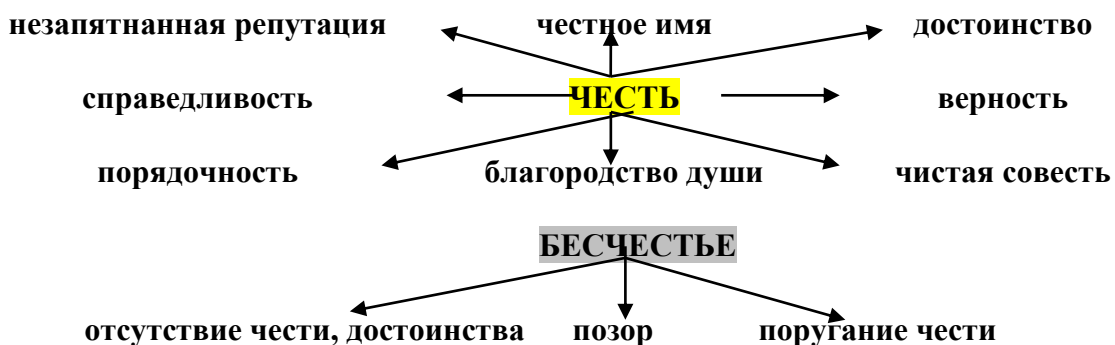 незапятнанная репутация честное имя достоинство
справедливость ЧЕСТЬ верность
порядочность благородство души чистая совесть
БЕСЧЕСТЬЕ
отсутствие чести, достоинства позор поругание чести